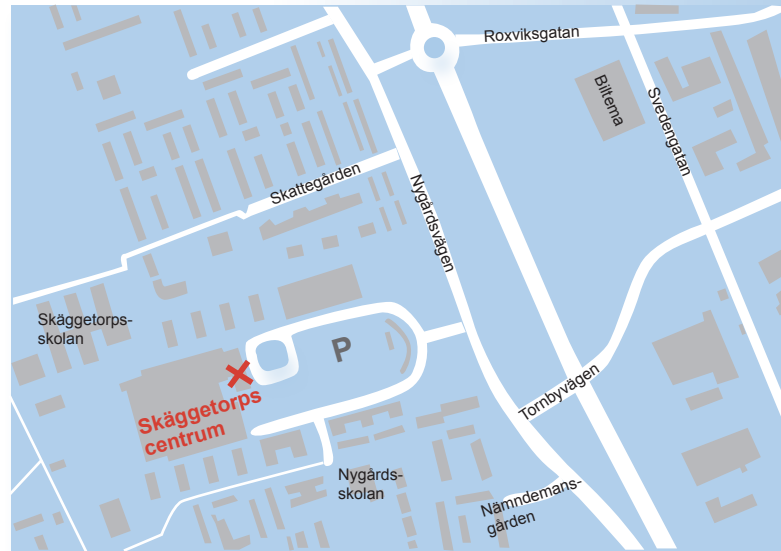 Roxviksgatan
Biltema
Svedengatan
Skattegården
Nygårdsvägen
Skäggetorps-
skolan
P
Tornbyvägen
Skäggetorps
centrum
Nygårds-
skolan
Nämndemans-
gården